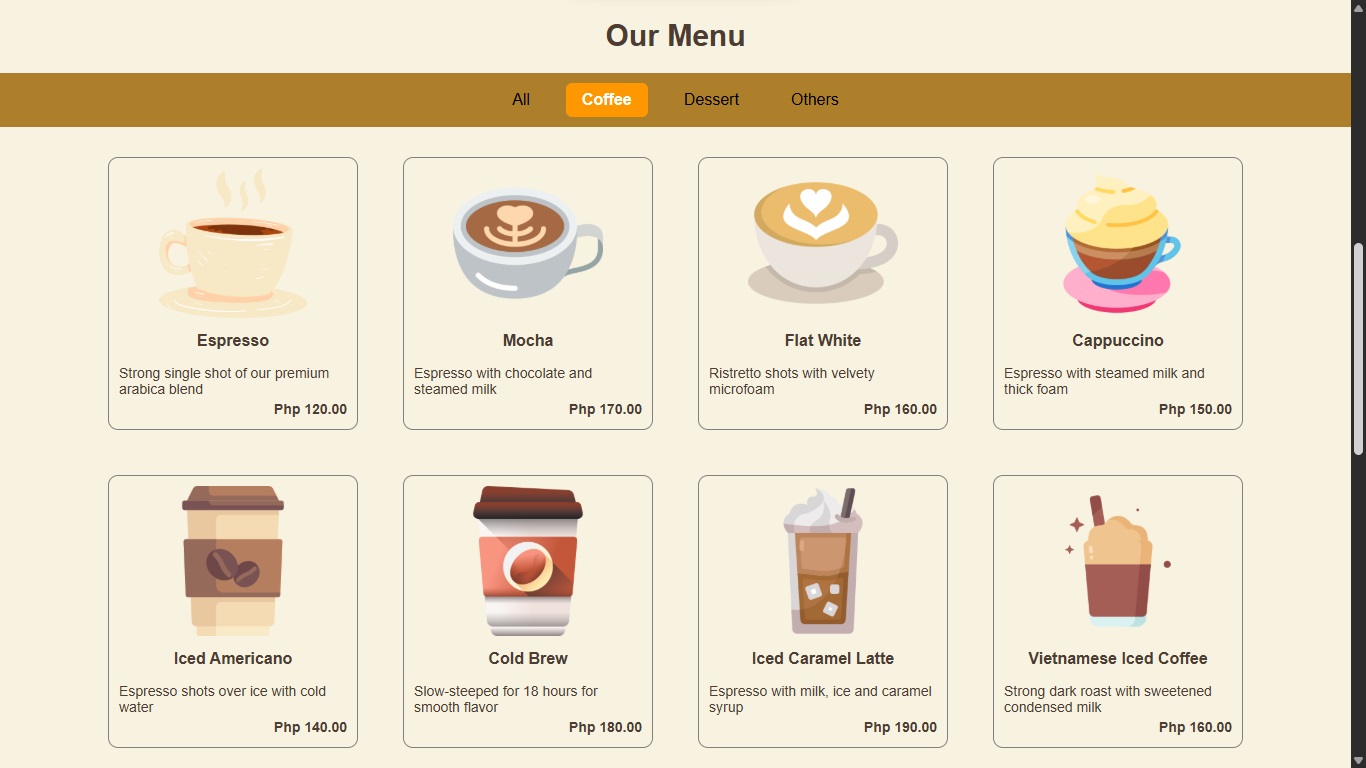 Our Menu
All Coffee Dessert Others
Espresso
Strong single shot of our premium
arabica blend
Php 120.00
Mocha
Espresso with chocolate and
steamed milk
Php 170.00
Flat White
Ristretto shots with velvety
microfoam
Php 160.00
Cappuccino
Espresso with steamed milk and
thick foam
Php 150.00
Iced Americano
Espresso shots over ice with cold
water
Php 140.00
Cold Brew
Slow-steeped for 18 hours for
smooth flavor
Php 180.00
Iced Caramel Latte
Espresso with milk, ice and caramel
syrup
Php 190.00
Vietnamese Iced Coffee
Strong dark roast with sweetened
condensed milk
Php 160.00